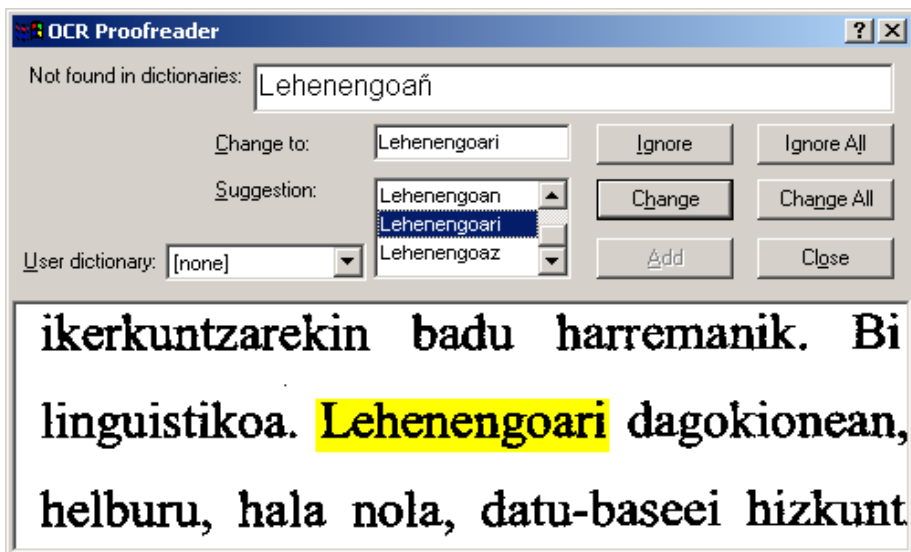 OCR Proofreader
Not found in dictionaries: Lehenengoañ
Change to: Lehenengoari Ignore Ignore All
Suggestion: Lehenengoan Change Change All
Lehenengoari
User dictionary: [none] Lehenengoaz Add Close
ikerkuntzarekin badu harremanik. Bi
linguistikoa. Lehenengoari dagokionean,
helburu, hala nola, datu-baseei hizkunt